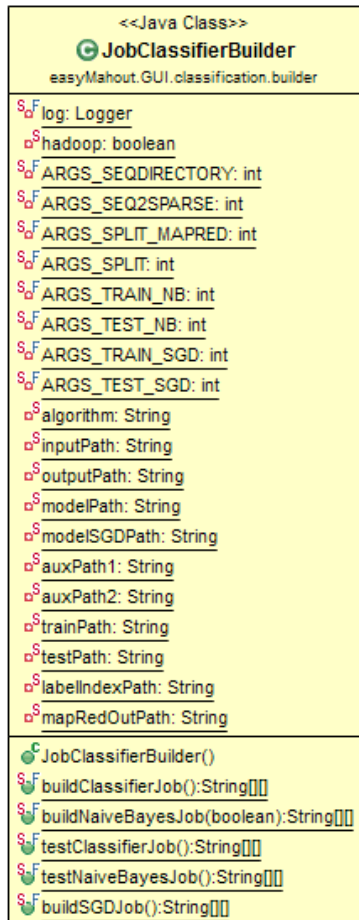 <<Java Class>>
C JobClassifierBuilder
easyMahout.GUI.classification.builder
S F log: Logger
S hadoop: boolean
S F ARGS_SEQDIRECTORY: int
S F ARGS_SEQ2SPARSE: int
S F ARGS_SPLIT_MAPRED: int
S F ARGS_SPLIT: int
S F ARGS_TRAIN_NB: int
S F ARGS_TEST_NB: int
S F ARGS_TRAIN_SGD: int
S F ARGS_TEST_SGD: int
S algorithm: String
S inputPath: String
S outputPath: String
S modelPath: String
S modelSGDPath: String
S auxPath1: String
S auxPath2: String
S trainPath: String
S testPath: String
S labelIndexPath: String
S mapRedOutPath: String
C JobClassifierBuilder()
S F buildClassifierJob():String[][]
S F buildNaiveBayesJob(boolean):String[][]
S F testClassifierJob():String[][]
S F testNaiveBayesJob():String[][]
S F buildSGDJob():String[][]